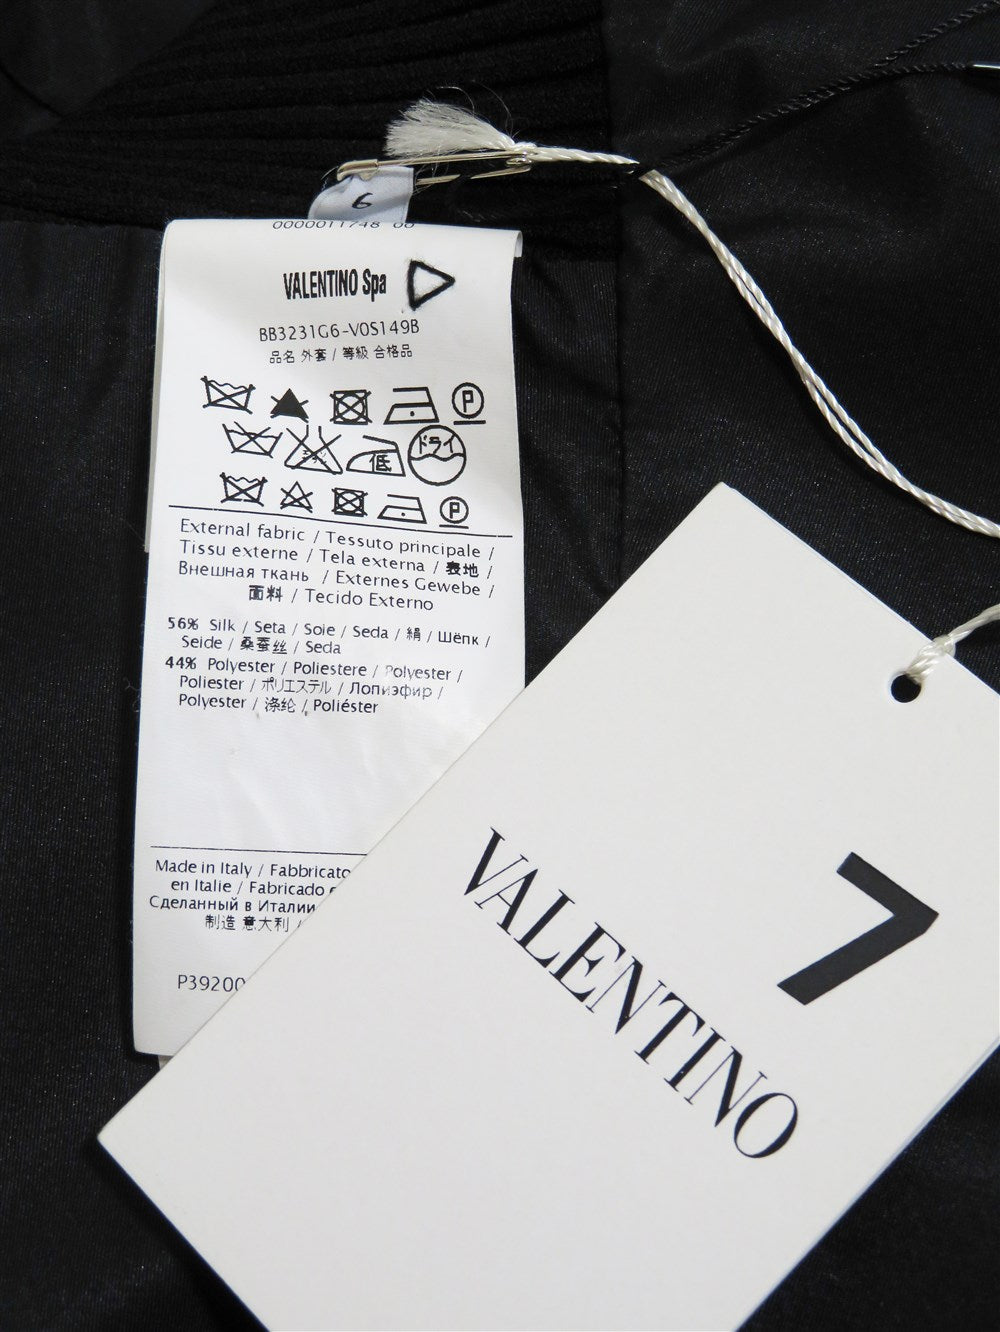 6
0000011748 00
VALENTINO Spa
BB3231G6-V0S149B
品名 外套 / 等級 合格品
P
ドライ
低
P
External fabric / Tessuto principale /
Tissu externe / Tela externa / 表地 /
Внешная ткань / Externes Gewebe /
面料 / Tecido Externo
56% Silk / Seta / Soie / Seda / 絹 / Шёпк /
Seide / 桑蚕丝 / Seda
44% Polyester / Poliestere / Polyester /
Poliester / ポリエステル / Лопиэфир /
Polyester / 涤纶 / Poliéster
Made in Italy / Fabbricato
en Italie / Fabricado
Сделанный в Италии
制造 意大利 /
P39200
7
VALENTINO